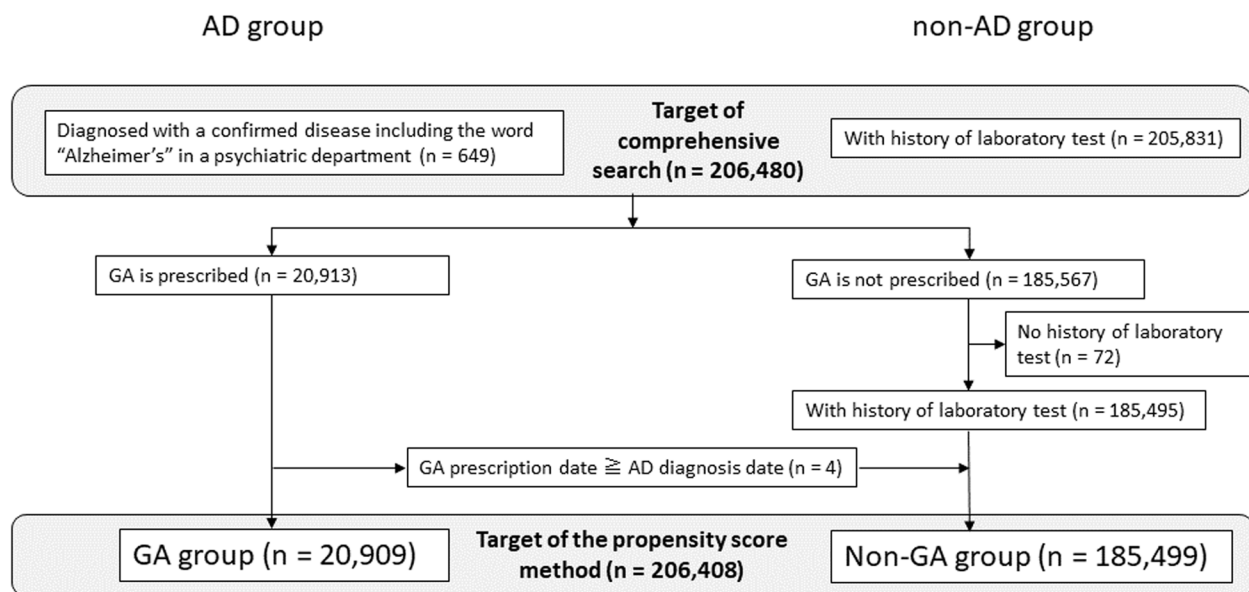 AD group
non-AD group
Diagnosed with a confirmed disease including the word
“Alzheimer’s” in a psychiatric department (n = 649)
Target of
comprehensive
search (n = 206,480)
With history of laboratory test (n = 205,831)
GA is prescribed (n = 20,913)
GA is not prescribed (n = 185,567)
No history of laboratory
test (n = 72)
With history of laboratory test (n = 185,495)
GA prescription date ≧ AD diagnosis date (n = 4)
GA group (n = 20,909)
Target of the propensity score
method (n = 206,408)
Non-GA group (n = 185,499)